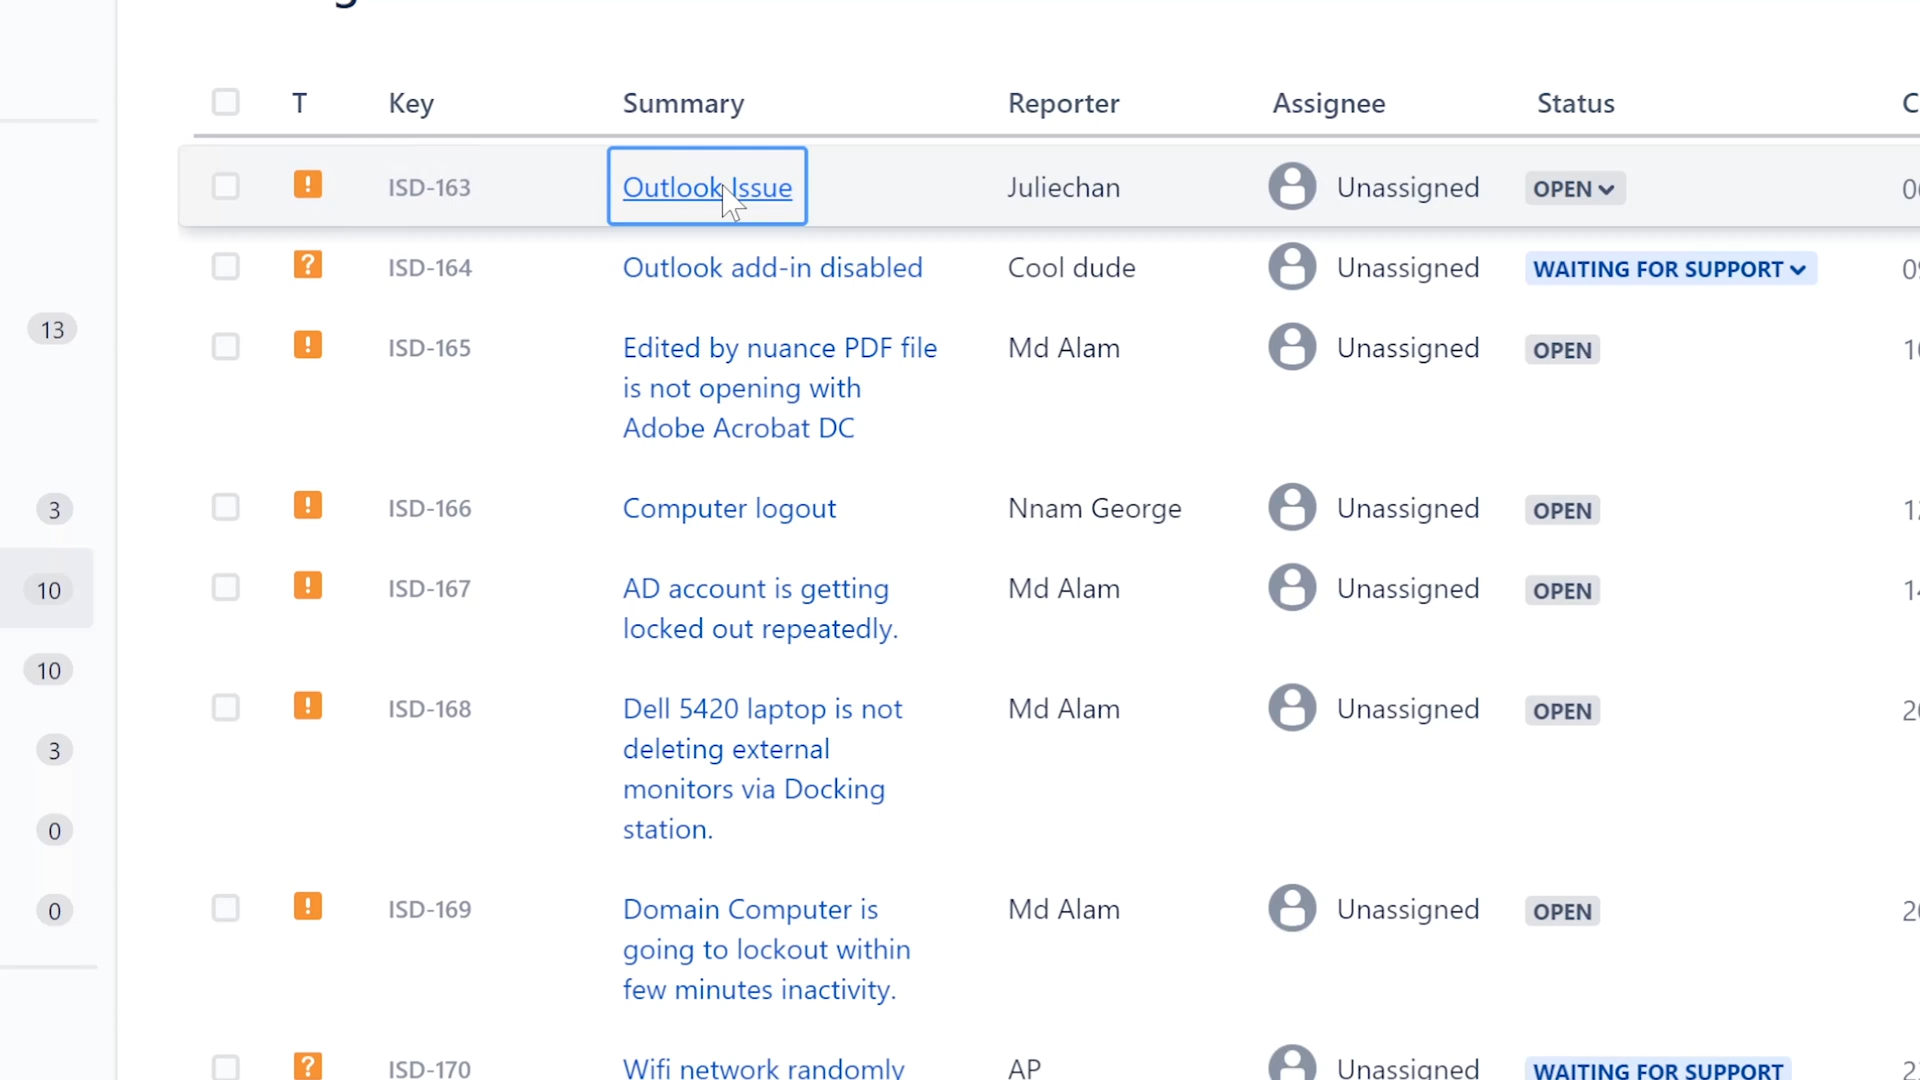 T Key Summary Reporter Assignee Status
! ISD-163 Outlook Issue Juliechan Unassigned OPEN
? ISD-164 Outlook add-in disabled Cool dude Unassigned WAITING FOR SUPPORT
13
! ISD-165 Edited by nuance PDF file Md Alam Unassigned OPEN
is not opening with
Adobe Acrobat DC
3
! ISD-166 Computer logout Nnam George Unassigned OPEN
10
! ISD-167 AD account is getting Md Alam Unassigned OPEN
locked out repeatedly.
10
! ISD-168 Dell 5420 laptop is not Md Alam Unassigned OPEN
3
deleting external
monitors via Docking
0
station.
0
! ISD-169 Domain Computer is Md Alam Unassigned OPEN
going to lockout within
few minutes inactivity.
? ISD-170 Wifi network randomly AP Unassigned WAITING FOR SUPPORT